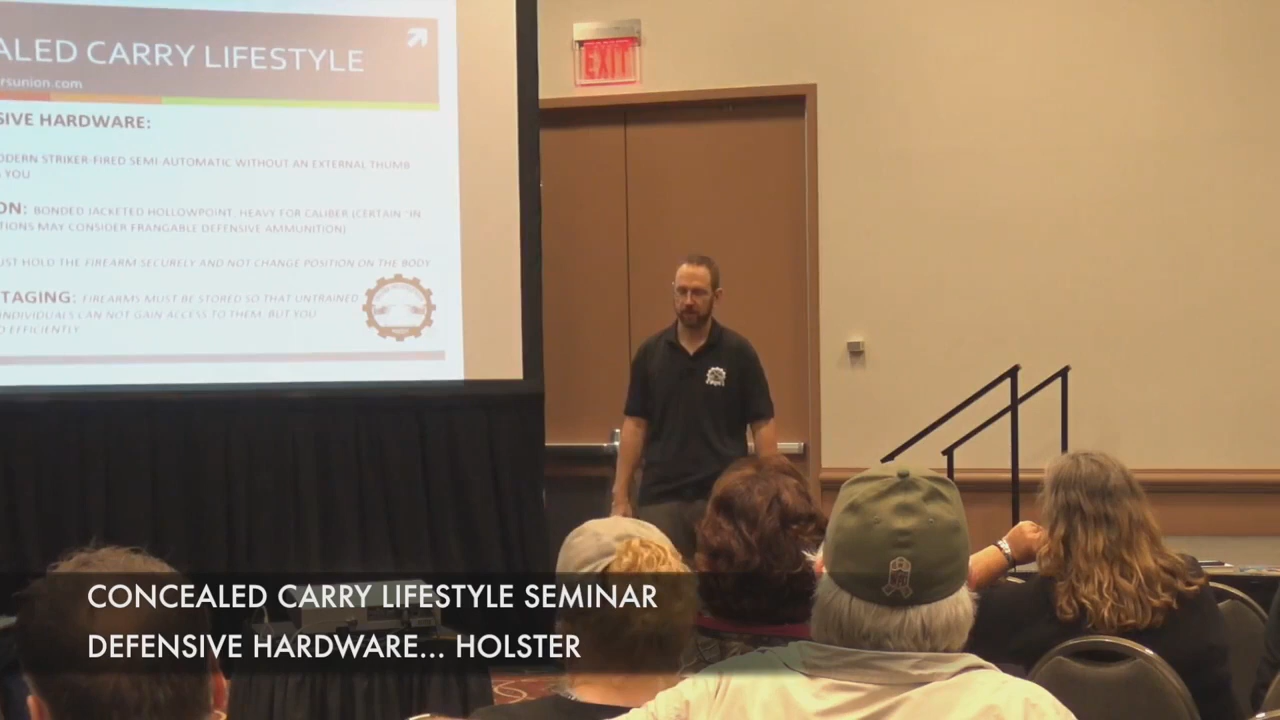 ALED CARRY LIFESTYLE
rsunion.com
SIVE HARDWARE:
ODERN STRIKER-FIRED SEMI-AUTOMATIC WITHOUT AN EXTERNAL THUMB
YOU
ON: BONDED JACKETED HOLLOWPOINT, HEAVY FOR CALIBER (CERTAIN "IN
TIONS MAY CONSIDER FRANGABLE DEFENSIVE AMMUNITION)
UST HOLD THE FIREARM SECURELY AND NOT CHANGE POSITION ON THE BODY
TAGING: FIREARMS MUST BE STORED SO THAT UNTRAINED
INDIVIDUALS CAN NOT GAIN ACCESS TO THEM, BUT YOU
EFFICIENTLY
EXIT
CONCEALED CARRY LIFESTYLE SEMINAR
DEFENSIVE HARDWARE... HOLSTER